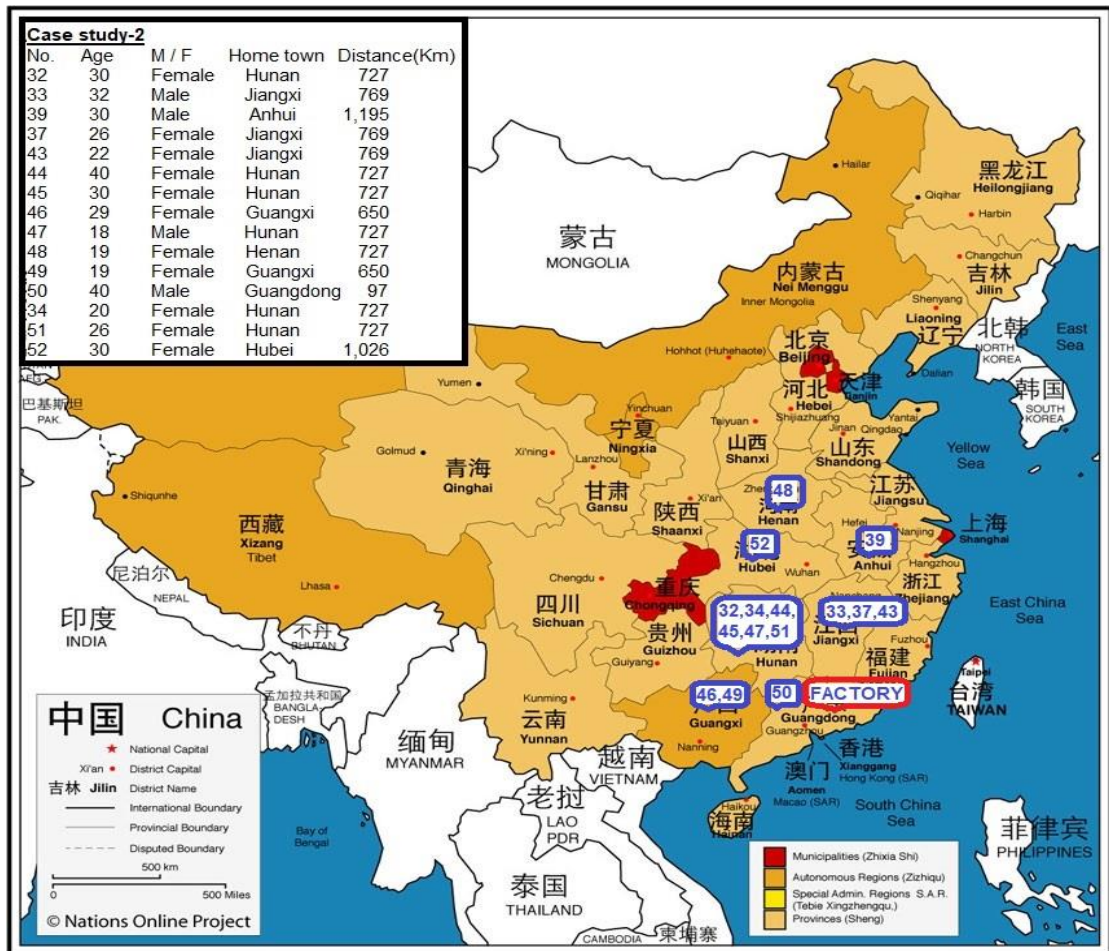 Case study-2
No. Age M / F Home town Distance(Km)
32 30 Female Hunan 727
33 32 Male Jiangxi 769
39 30 Male Anhui 1,195
37 26 Female Jiangxi 769
43 22 Female Jiangxi 769
44 40 Female Hunan 727
45 30 Female Hunan 727
46 29 Female Guangxi 650
47 18 Male Hunan 727
48 19 Female Henan 727
49 19 Female Guangxi 650
50 40 Male Guangdong 97
34 20 Female Hunan 727
51 26 Female Hunan 727
52 30 Female Hubei 1,026
Hailar
黑龙江
Heilongjiang
Qiqihar
Harbin
蒙古
MONGOLIA
Changchun
吉林
Jilin
内蒙古
Nei Menggu
Inner Mongolia
Shenyang
Liaoning
辽宁
北韩
NORTH
KOREA
East
Sea
北京
Beijing
Hohhot (Huhehaote)
天津
Tianjin
Dalian
韩国
SOUTH
KOREA
河北
Hebei
Shijiazhuang
巴基斯坦
PAK.
Yumen
Yinchuan
宁夏
Ningxia
Taiyuan
山西
Shanxi
Yantai
Jinan
Qingdao
山东
Shandong
Yellow
Sea
Golmud
青海
Qinghai
Xi'ning
Lanzhou
甘肃
Gansu
48
Henan
江苏
Jiangsu
Shiqunhe
陕西
Shaanxi
Xi'an
西藏
Xizang
Tibet
52
Hubei
Hefei
39
Anhui
Nanjing
上海
Shanghai
Wuhan
Hangzhou
浙江
Zhejiang
尼泊尔
NEPAL
Lhasa
Chengdu
重庆
Chongqing
四川
Sichuan
32,34,44,
45,47,51
Hunan
33,37,43
Jiangxi
East China
Sea
印度
INDIA
不丹
BHUTAN
贵州
Guizhou
Guiyang
福建
Fujian
Fuzhou
孟加拉共和国
BANGLA-
DESH
Kunming
云南
Yunnan
46,49
Guangxi
Nanning
50
FACTORY
Guangdong
Guangzhou
Taipei
台湾
TAIWAN
缅甸
MYANMAR
越南
VIETNAM
香港
Xianggang
Hong Kong (SAR)
澳门
Aomen
Macao (SAR)
老挝
LAO
PDR
Haikou
海南
Hainan
South China
Sea
菲律宾
PHILIPPINES
Bay of
Bengal
泰国
THAILAND
CAMBODIA
柬埔寨
中国 China
National Capital
Xi'an District Capital
吉林 Jilin District Name
International Boundary
Provincial Boundary
Disputed Boundary
500 km
0 500 Miles
© Nations Online Project
Municipalities (Zhixia Shi)
Autonomous Regions (Zizhiqu)
Special Admin. Regions S.A.R.
(Tebie Xingzhengqu,)
Provinces (Sheng)